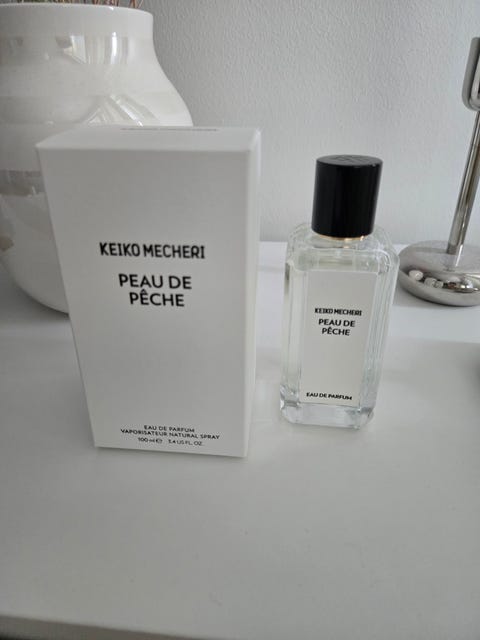 KEIKO MECHERI
PEAU DE
PÊCHE
EAU DE PARFUM
VAPORISATEUR NATURAL SPRAY
100 ml ℮ 3.4 US FL. OZ.
KEIKO MECHERI
PEAU DE
PÊCHE
EAU DE PARFUM